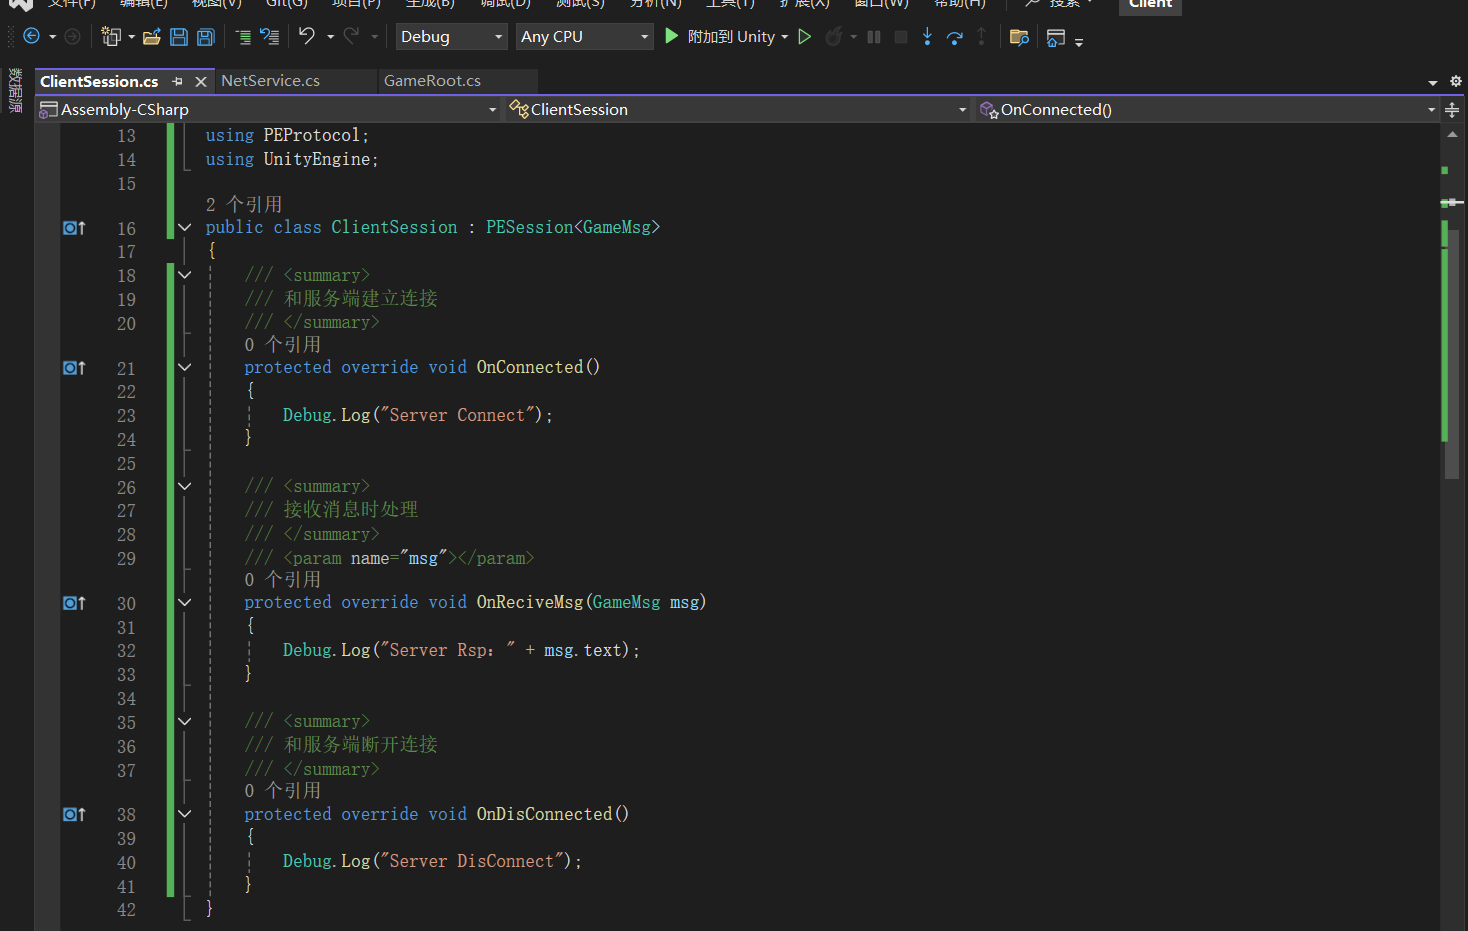 文件(F) 编辑(E) 视图(V) Git(G) 项目(P) 生成(B) 调试(D) 测试(S) 分析(N) 工具(T) 扩展(X) 窗口(W) 帮助(H) 搜索 Client
Debug Any CPU 附加到 Unity
数据源
ClientSession.cs NetService.cs GameRoot.cs
Assembly-CSharp ClientSession OnConnected()
13 using PEProtocol;
14 using UnityEngine;
15
2 个引用
16 public class ClientSession : PESession<GameMsg>
17 {
18 /// <summary>
19 /// 和服务端建立连接
20 /// </summary>
0 个引用
21 protected override void OnConnected()
22 {
23 Debug.Log("Server Connect");
24 }
25
26 /// <summary>
27 /// 接收消息时处理
28 /// </summary>
29 /// <param name="msg"></param>
0 个引用
30 protected override void OnReciveMsg(GameMsg msg)
31 {
32 Debug.Log("Server Rsp：" + msg.text);
33 }
34
35 /// <summary>
36 /// 和服务端断开连接
37 /// </summary>
0 个引用
38 protected override void OnDisConnected()
39 {
40 Debug.Log("Server DisConnect");
41 }
42 }